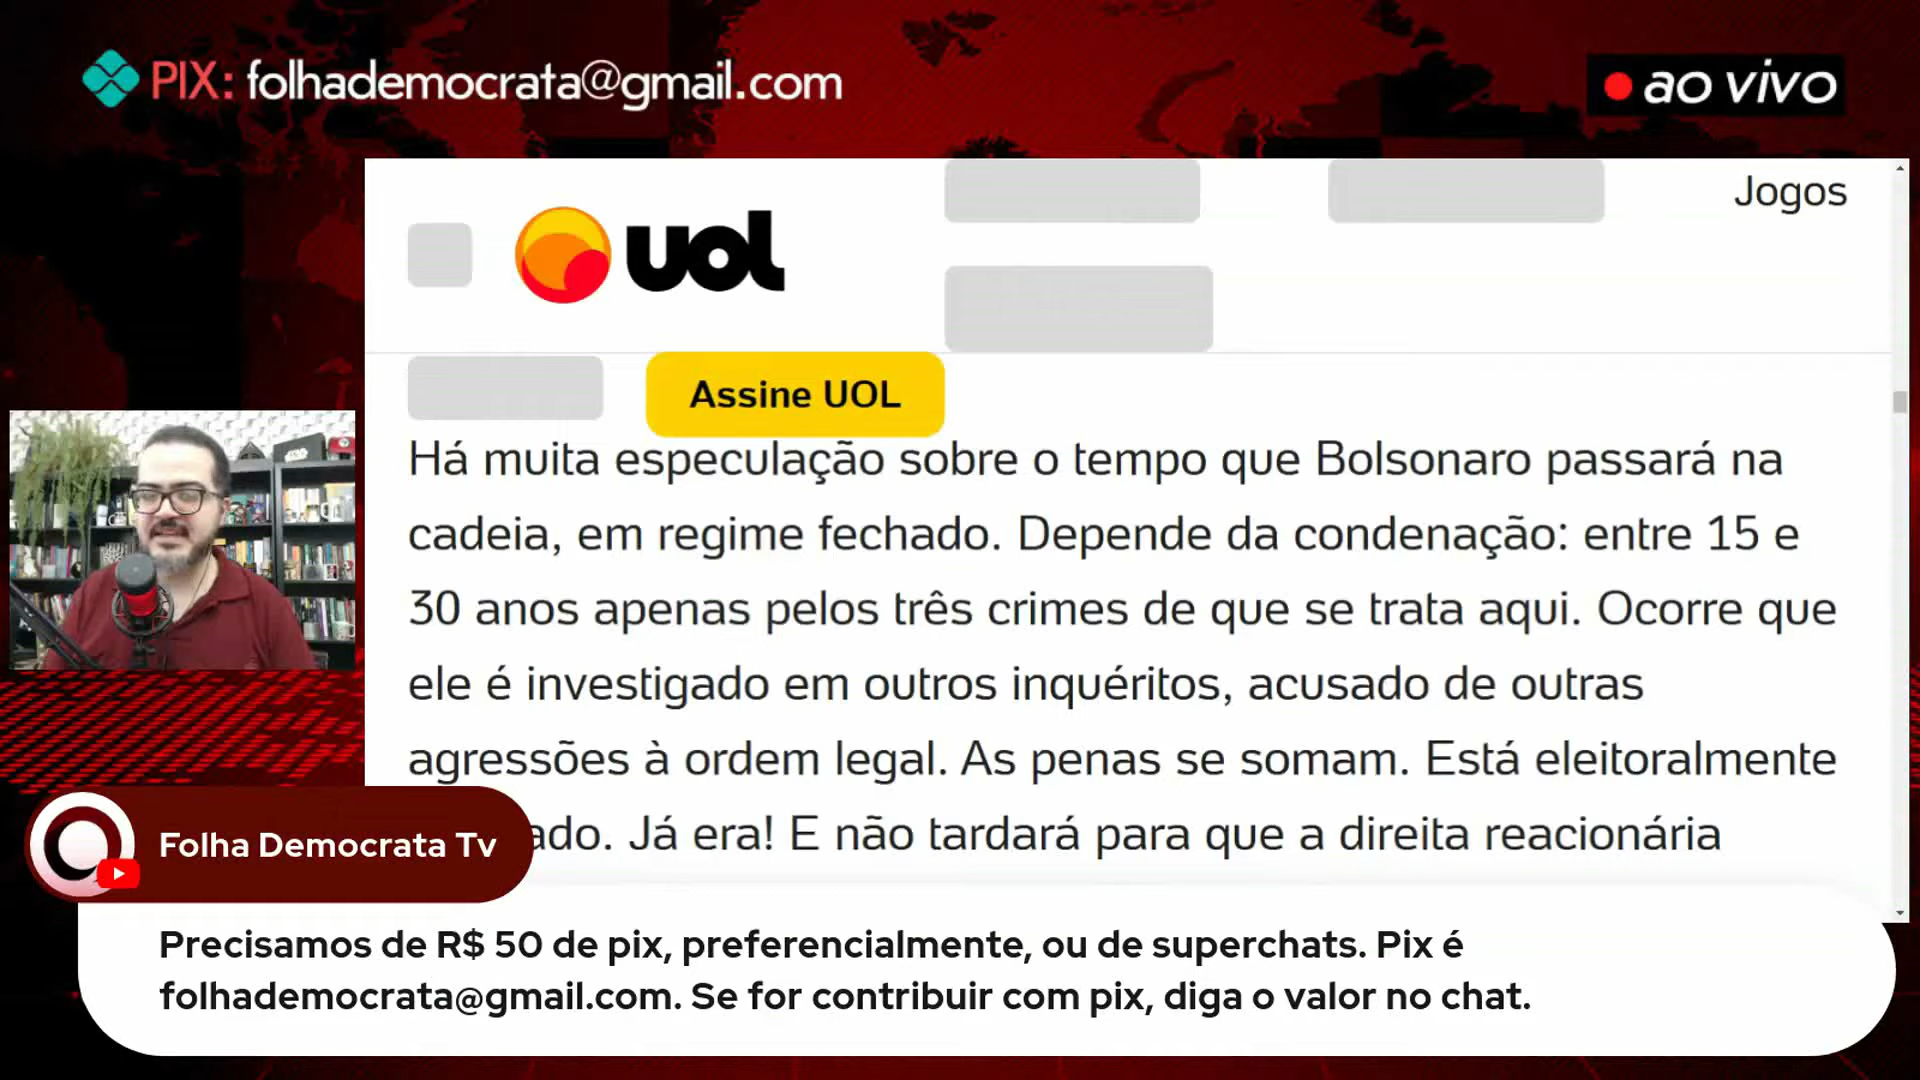 PIX: folhademocrata@gmail.com
ao vivo
Jogos
uol
Assine UOL
Há muita especulação sobre o tempo que Bolsonaro passará na
cadeia, em regime fechado. Depende da condenação: entre 15 e
30 anos apenas pelos três crimes de que se trata aqui. Ocorre que
ele é investigado em outros inquéritos, acusado de outras
agressões à ordem legal. As penas se somam. Está eleitoralmente
ado. Já era! E não tardará para que a direita reacionária
Folha Democrata Tv
Precisamos de R$ 50 de pix, preferencialmente, ou de superchats. Pix é
folhademocrata@gmail.com. Se for contribuir com pix, diga o valor no chat.